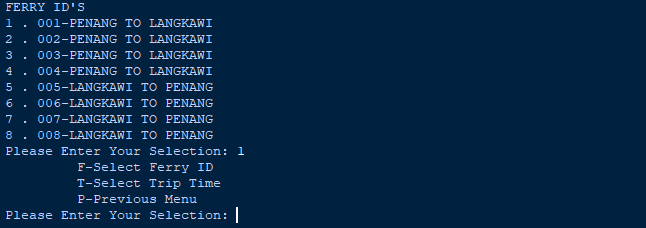 FERRY ID'S
1 . 001-PENANG TO LANGKAWI
2 . 002-PENANG TO LANGKAWI
3 . 003-PENANG TO LANGKAWI
4 . 004-PENANG TO LANGKAWI
5 . 005-LANGKAWI TO PENANG
6 . 006-LANGKAWI TO PENANG
7 . 007-LANGKAWI TO PENANG
8 . 008-LANGKAWI TO PENANG
Please Enter Your Selection: 1
F-Select Ferry ID
T-Select Trip Time
P-Previous Menu
Please Enter Your Selection: